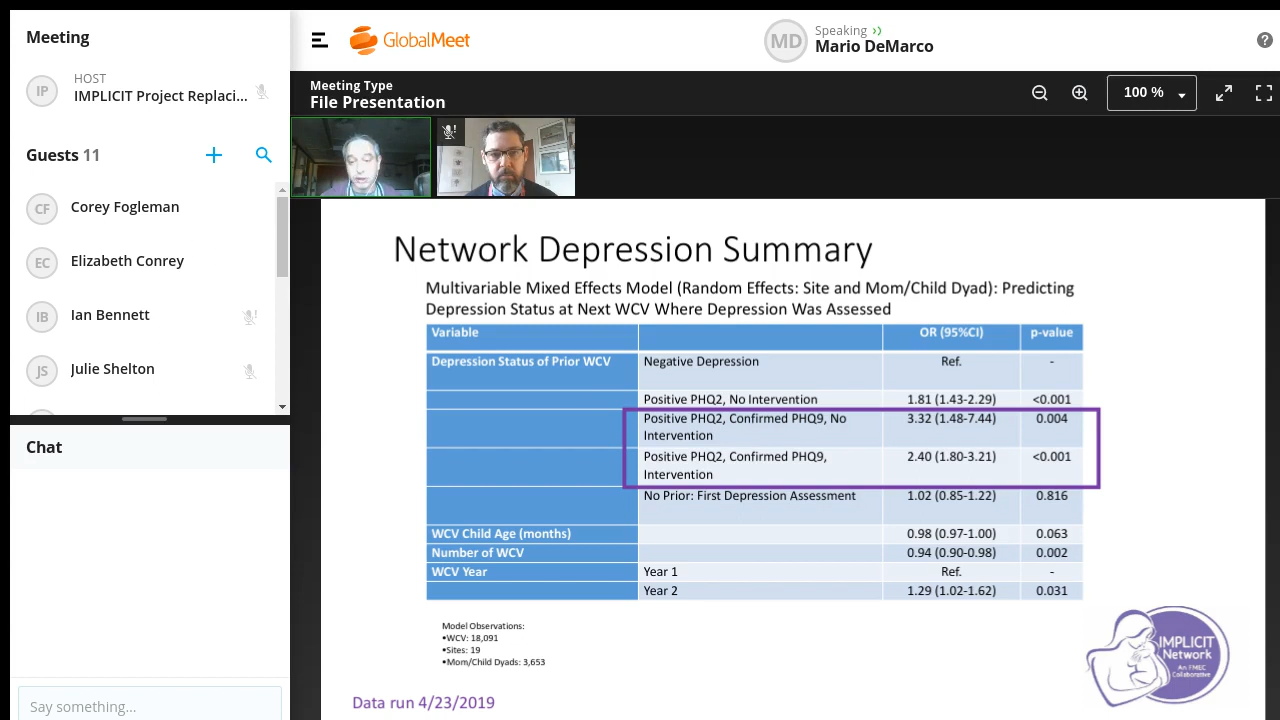 Meeting
IP
HOST
IMPLICIT Project Replaci...
Guests 11
CF
Corey Fogleman
EC
Elizabeth Conrey
IB
Ian Bennett
JS
Julie Shelton
Chat
Say something...
GlobalMeet
MD
Speaking
Mario DeMarco
?
Meeting Type
File Presentation
100 %
Network Depression Summary
Multivariable Mixed Effects Model (Random Effects: Site and Mom/Child Dyad): Predicting
Depression Status at Next WCV Where Depression Was Assessed
Variable OR (95%CI) p-value
Depression Status of Prior WCV Negative Depression Ref. -
Positive PHQ2, No Intervention 1.81 (1.43-2.29) <0.001
Positive PHQ2, Confirmed PHQ9, No 3.32 (1.48-7.44) 0.004
Intervention
Positive PHQ2, Confirmed PHQ9, 2.40 (1.80-3.21) <0.001
Intervention
No Prior: First Depression Assessment 1.02 (0.85-1.22) 0.816
WCV Child Age (months) 0.98 (0.97-1.00) 0.063
Number of WCV 0.94 (0.90-0.98) 0.002
WCV Year Year 1 Ref. -
Year 2 1.29 (1.02-1.62) 0.031
Model Observations:
•WCV: 18,091
•Sites: 19
•Mom/Child Dyads: 3,653
IMPLICIT
Network
An FMEC
Collaborative
Data run 4/23/2019